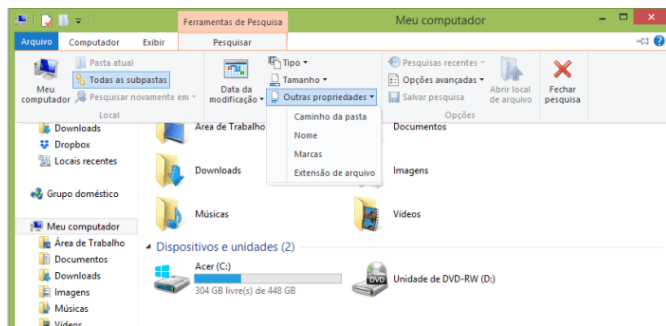 Ferramentas de Pesquisa
Meu computador
Arquivo
Computador
Exibir
Pesquisar
Meu computador
Pasta atual
Todas as subpastas
Pesquisar novamente em
Local
Data da modificação
Tipo
Tamanho
Outras propriedades
Caminho da pasta
Nome
Marcas
Extensão de arquivo
Pesquisas recentes
Opções avançadas
Salvar pesquisa
Abrir local de arquivo
Opções
Fechar pesquisa
Downloads
Dropbox
Locais recentes
Grupo doméstico
Meu computador
Área de Trabalho
Documentos
Downloads
Imagens
Músicas
Vídeos
Área de Trabalho
Documentos
Downloads
Imagens
Músicas
Vídeos
Dispositivos e unidades (2)
Acer (C:)
304 GB livre(s) de 448 GB
Unidade de DVD-RW (D:)
DVD